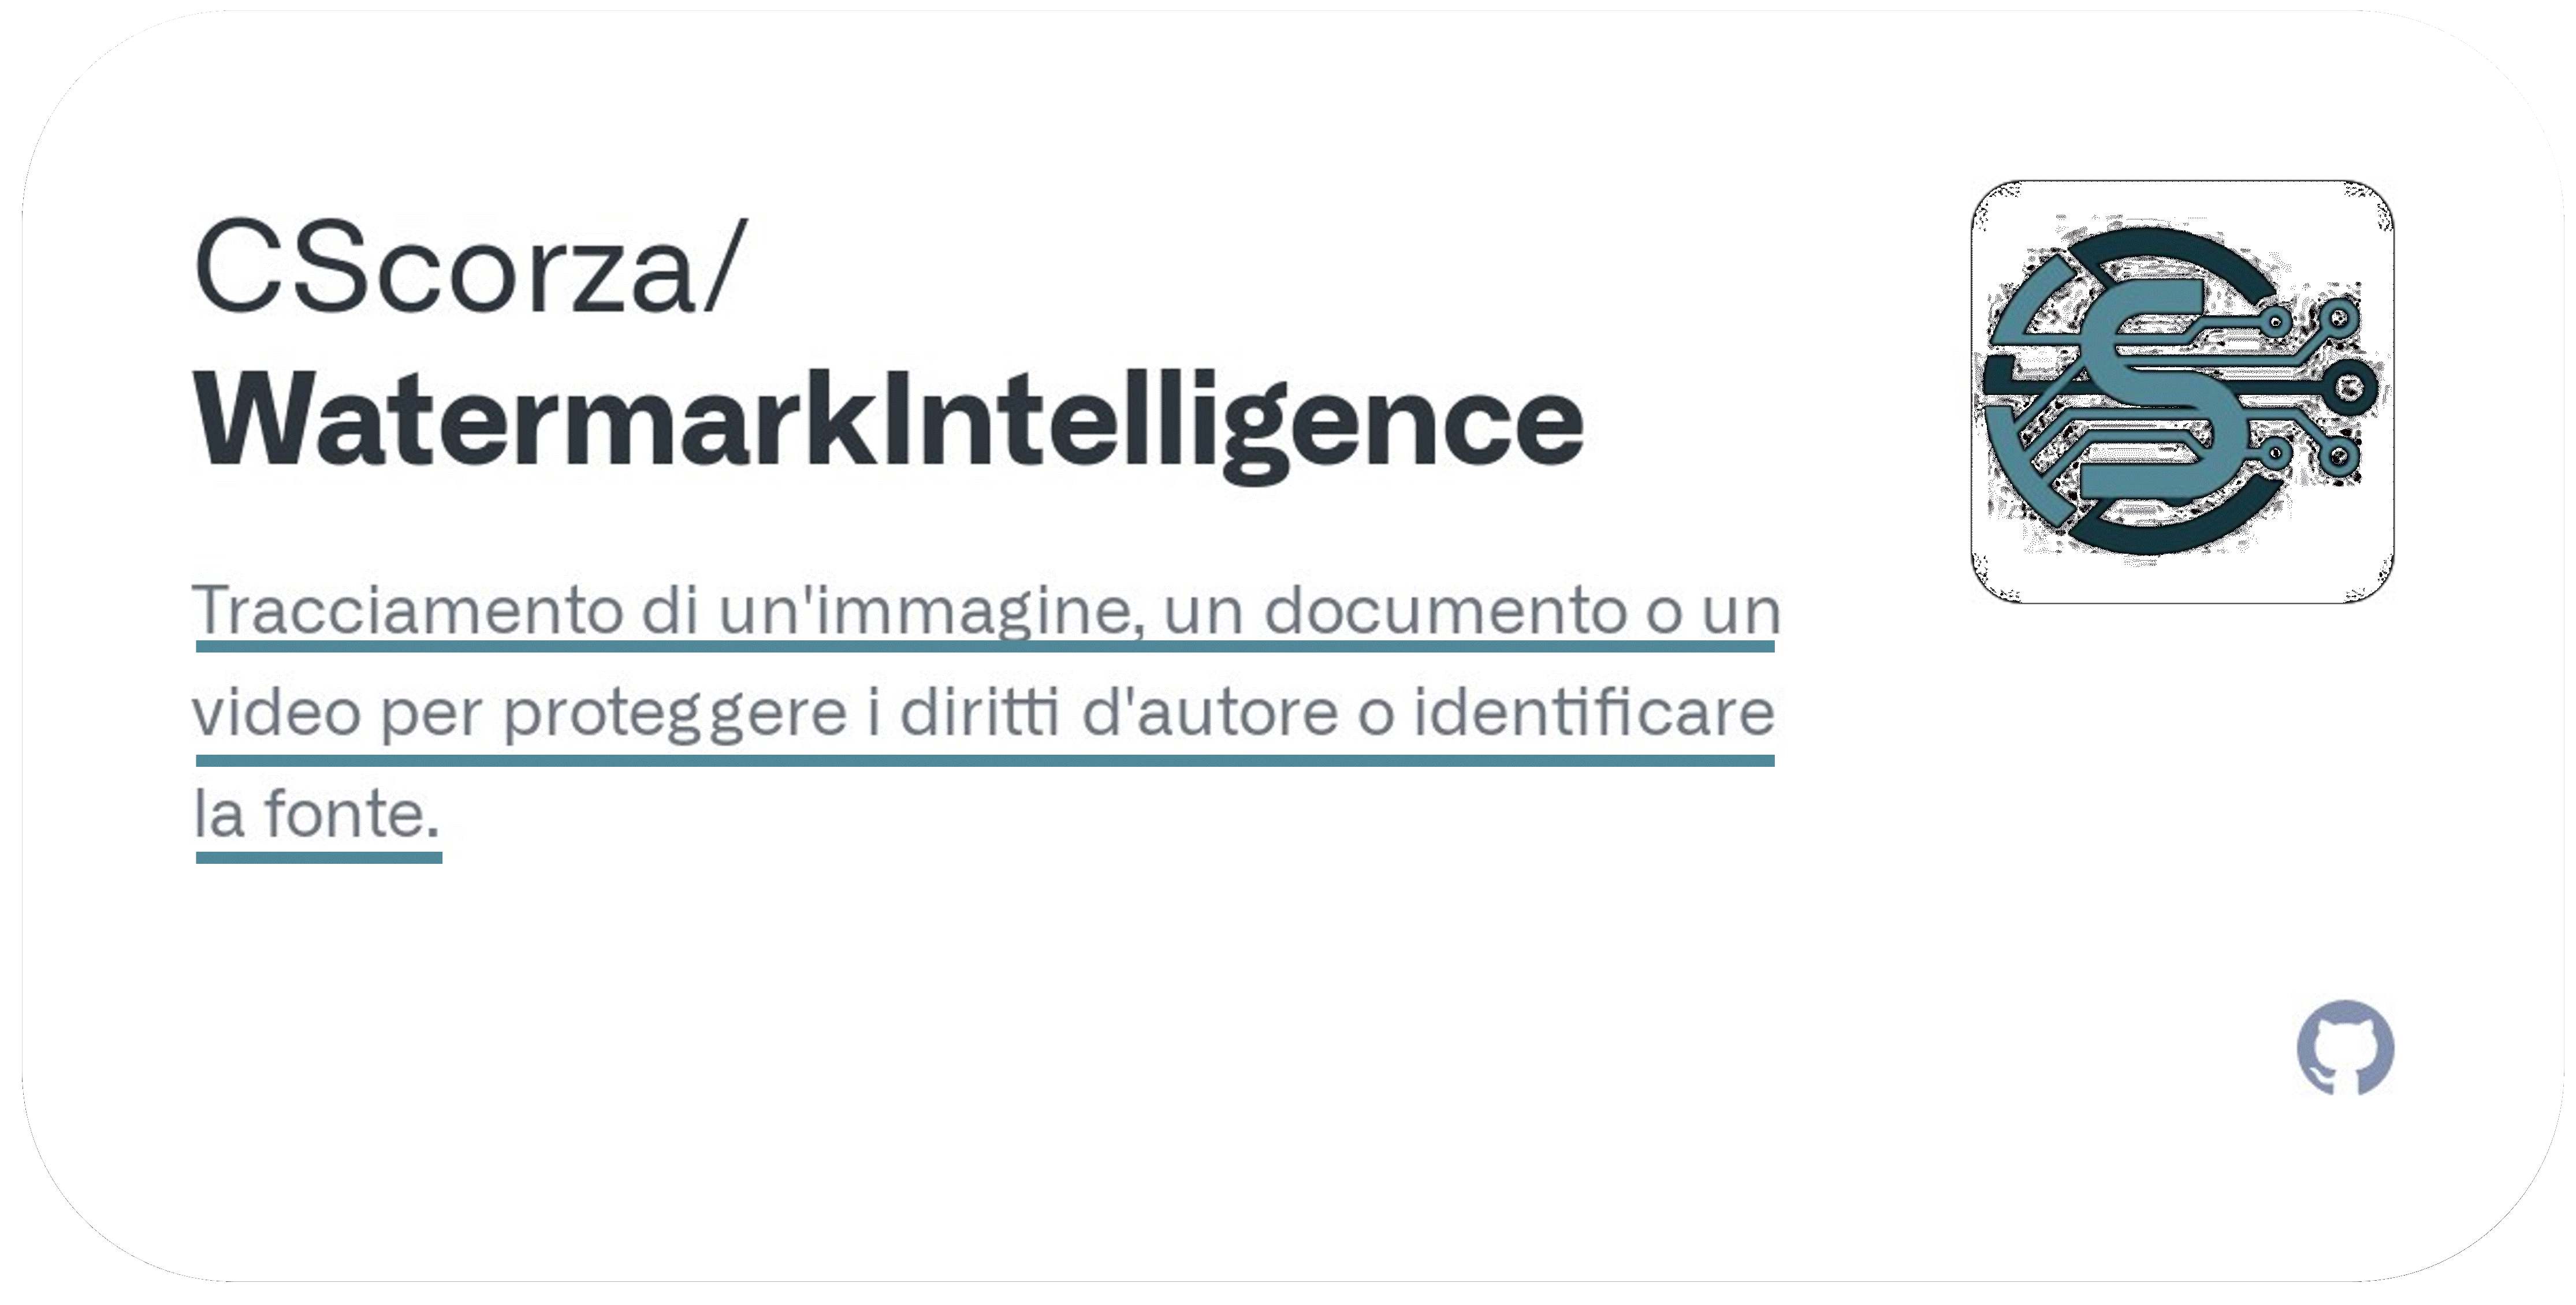 CScorza/
WatermarkIntelligence
Tracciamento di un'immagine, un documento o un
video per proteggere i diritti d'autore o identificare
la fonte.